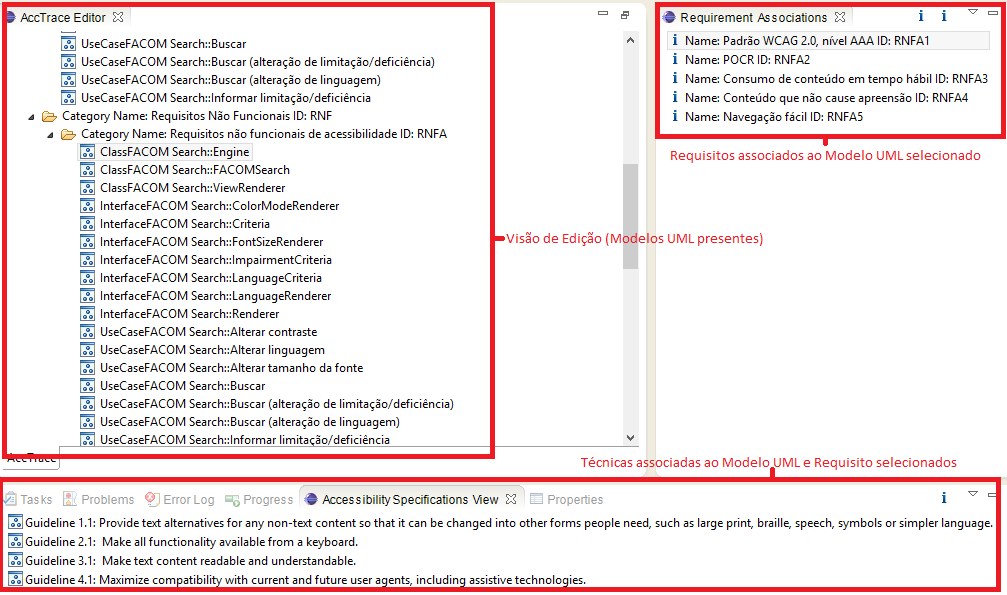 AccTrace Editor
UseCaseFACOM Search::Buscar
UseCaseFACOM Search::Buscar (alteração de limitação/deficiência)
UseCaseFACOM Search::Buscar (alteração de linguagem)
UseCaseFACOM Search::Informar limitação/deficiência
Category Name: Requisitos Não Funcionais ID: RNF
Category Name: Requisitos não funcionais de acessibilidade ID: RNFA
ClassFACOM Search::Engine
ClassFACOM Search::FACOMSearch
ClassFACOM Search::ViewRenderer
InterfaceFACOM Search::ColorModeRenderer
InterfaceFACOM Search::Criteria
InterfaceFACOM Search::FontSizeRenderer
InterfaceFACOM Search::ImpairmentCriteria
InterfaceFACOM Search::LanguageCriteria
InterfaceFACOM Search::LanguageRenderer
InterfaceFACOM Search::Renderer
UseCaseFACOM Search::Alterar contraste
UseCaseFACOM Search::Alterar linguagem
UseCaseFACOM Search::Alterar tamanho da fonte
UseCaseFACOM Search::Buscar
UseCaseFACOM Search::Buscar (alteração de limitação/deficiência)
UseCaseFACOM Search::Buscar (alteração de linguagem)
UseCaseFACOM Search::Informar limitação/deficiência
AccTrace
Visão de Edição (Modelos UML presentes)
Requirement Associations
Name: Padrão WCAG 2.0, nível AAA ID: RNFA1
Name: POCR ID: RNFA2
Name: Consumo de conteúdo em tempo hábil ID: RNFA3
Name: Conteúdo que não cause apreensão ID: RNFA4
Name: Navegação fácil ID: RNFA5
Requisitos associados ao Modelo UML selecionado
Técnicas associadas ao Modelo UML e Requisito selecionados
Tasks Problems Error Log Progress Accessibility Specifications View Properties
Guideline 1.1: Provide text alternatives for any non-text content so that it can be changed into other forms people need, such as large print, braille, speech, symbols or simpler language.
Guideline 2.1: Make all functionality available from a keyboard.
Guideline 3.1: Make text content readable and understandable.
Guideline 4.1: Maximize compatibility with current and future user agents, including assistive technologies.